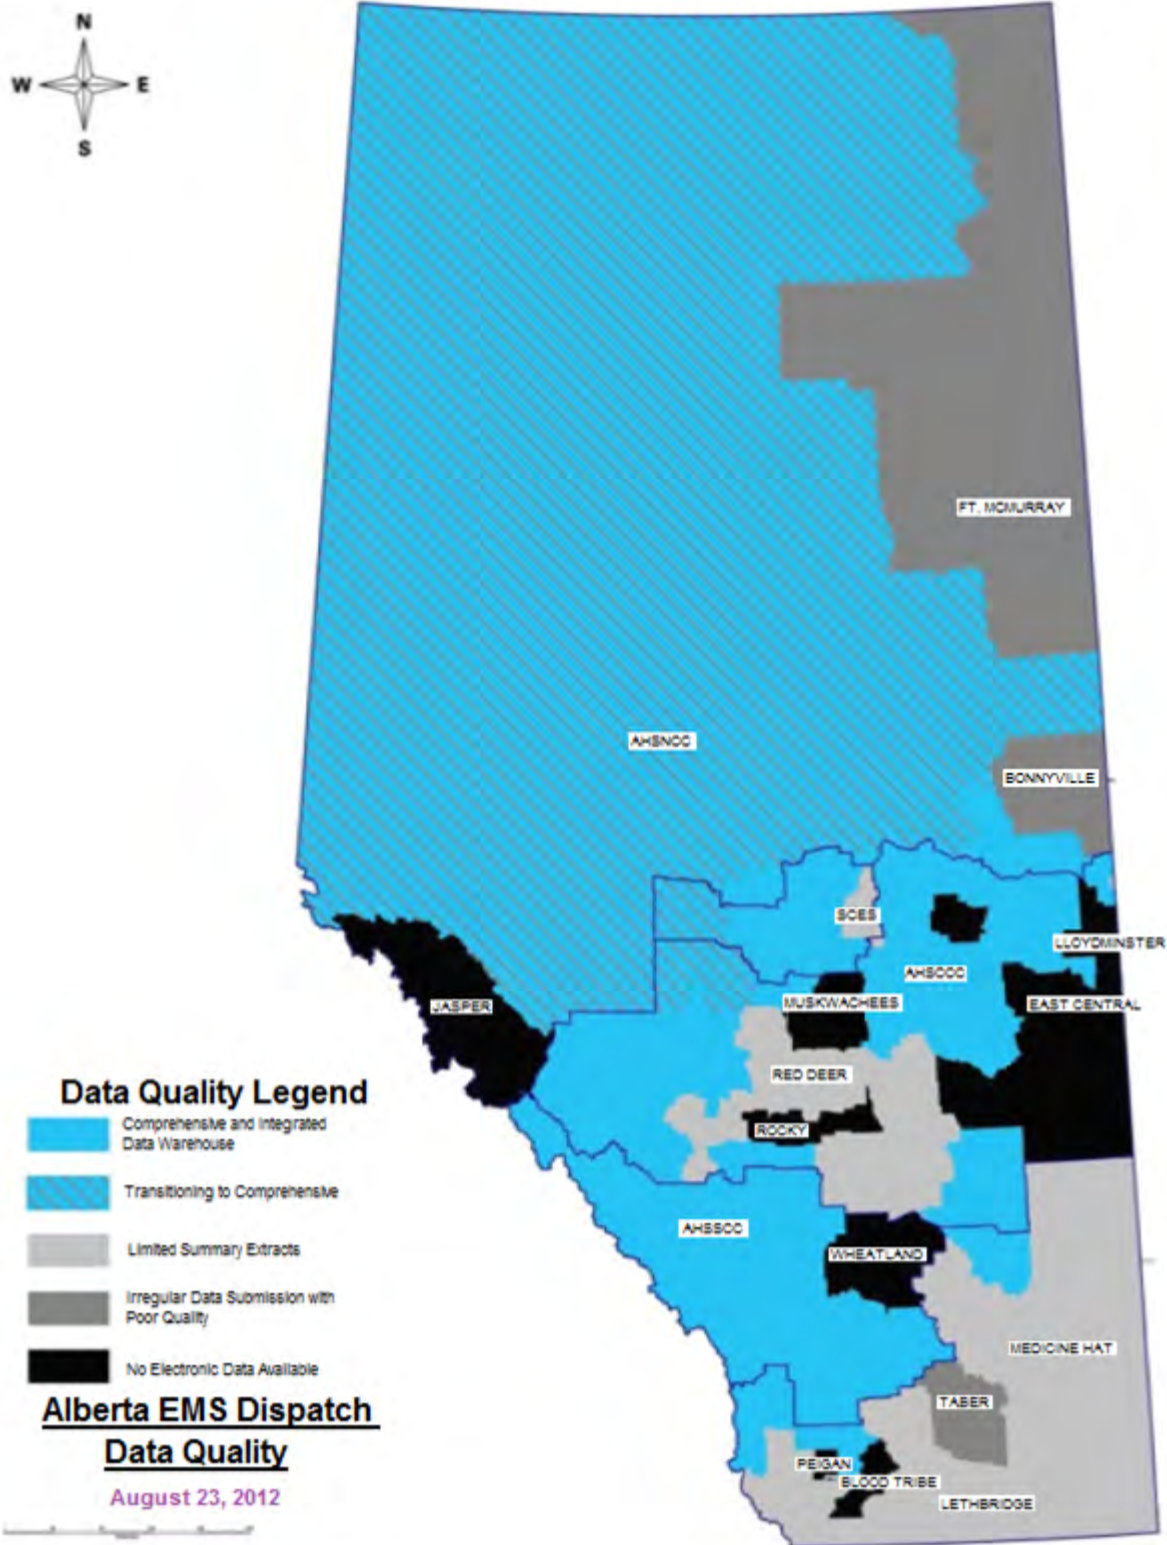 N
W E
S
FT. MCMURRAY
AHSNCC
BONNYVILLE
SCES
LLOYDMINSTER
AHSCCC
MUSKWACHEES
EAST CENTRAL
JASPER
RED DEER
ROCKY
AHSSCC
WHEATLAND
MEDICINE HAT
TABER
PEIGAN
BLOOD TRIBE
LETHBRIDGE
Data Quality Legend
Comprehensive and Integrated
Data Warehouse
Transitioning to Comprehensive
Limited Summary Extracts
Irregular Data Submission with
Poor Quality
No Electronic Data Available
Alberta EMS Dispatch
Data Quality
August 23, 2012